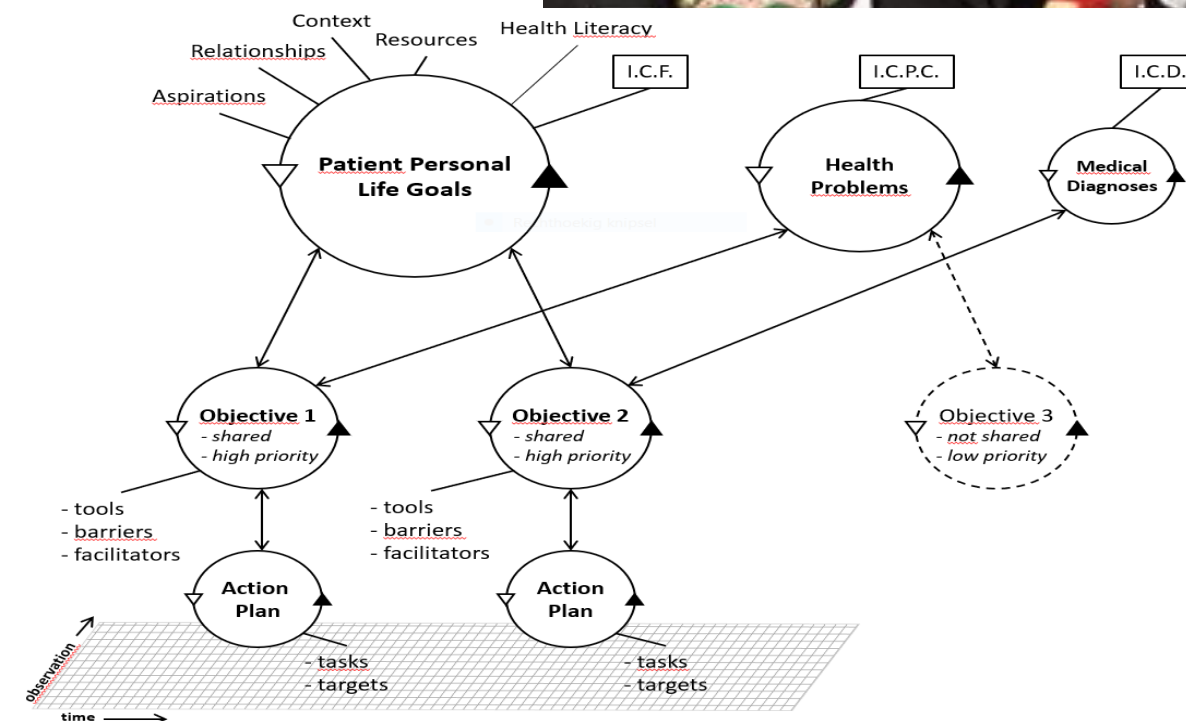 Context
Resources
Health Literacy
Relationships
Aspirations
I.C.F.
I.C.P.C.
I.C.D.
Patient Personal
Life Goals
Health
Problems
Medical
Diagnoses
Objective 1
- shared
- high priority
Objective 2
- shared
- high priority
Objective 3
- not shared
- low priority
- tools
- barriers
- facilitators
- tools
- barriers
- facilitators
Action
Plan
Action
Plan
- tasks
- targets
- tasks
- targets
observation
time